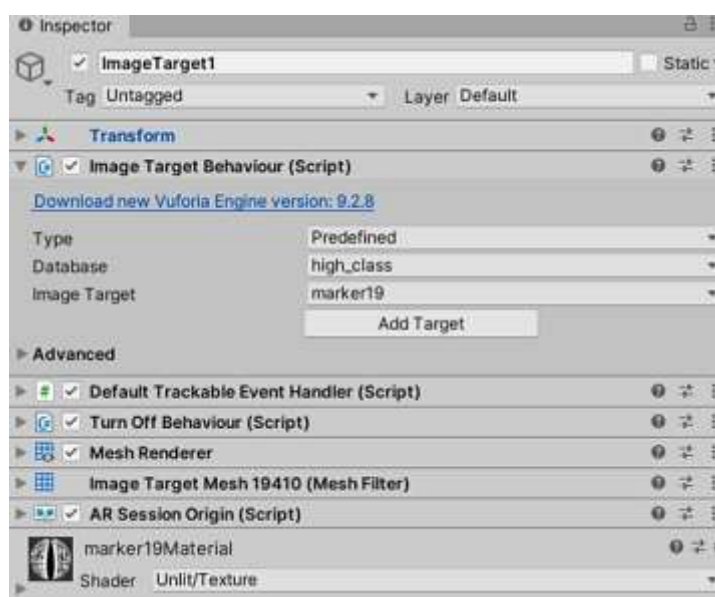 Inspector
ImageTarget1
Static
Tag Untagged Layer Default
Transform
Image Target Behaviour (Script)
Download new Vuforia Engine version: 9.2.8
Type Predefined
Database high_class
Image Target marker19
Add Target
Advanced
Default Trackable Event Handler (Script)
Turn Off Behaviour (Script)
Mesh Renderer
Image Target Mesh 19410 (Mesh Filter)
AR Session Origin (Script)
marker19Material
Shader Unlit/Texture